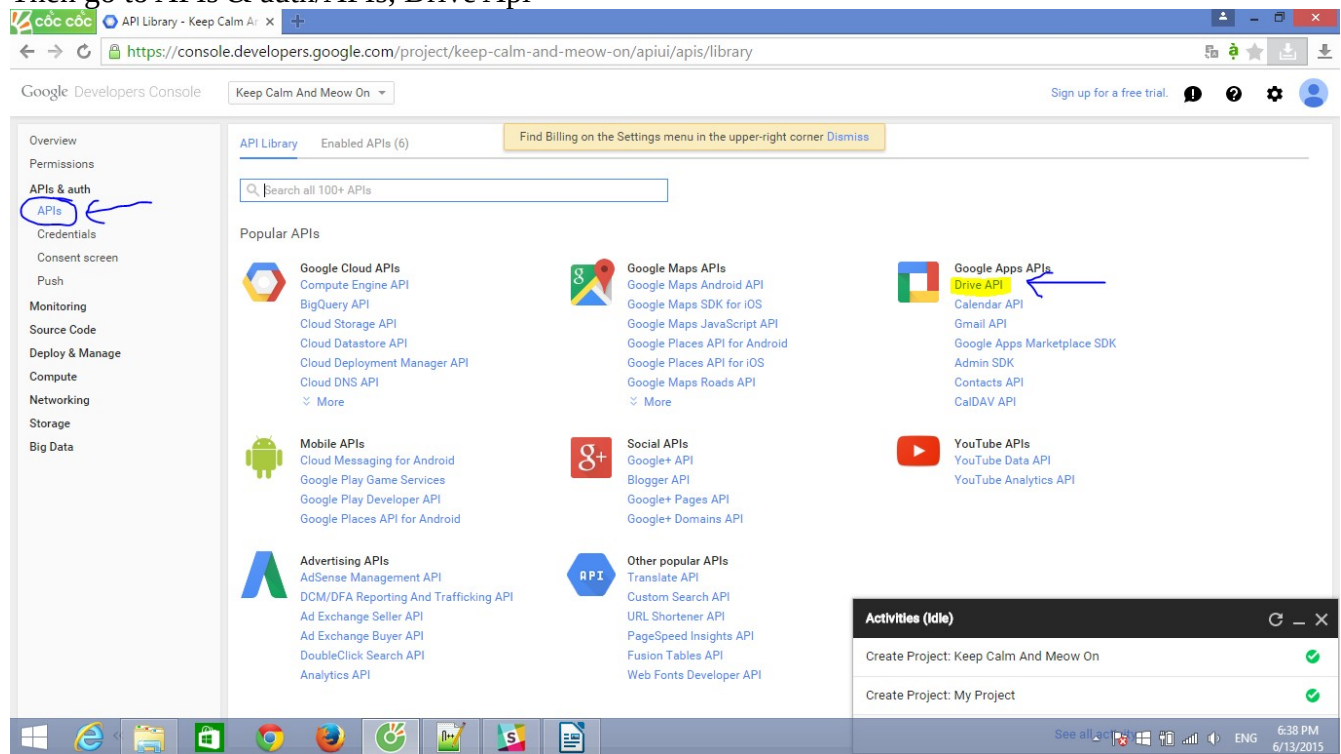 Then go to APIs & auth/APIs, Drive Api
cốc cốc
API Library - Keep Calm Ar
https://console.developers.google.com/project/keep-calm-and-meow-on/apiui/apis/library
Google Developers Console
Keep Calm And Meow On
Sign up for a free trial.
Overview
Permissions
APIs & auth
APIs
Credentials
Consent screen
Push
Monitoring
Source Code
Deploy & Manage
Compute
Networking
Storage
Big Data
API Library
Enabled APIs (6)
Find Billing on the Settings menu in the upper-right corner Dismiss
Search all 100+ APIs
Popular APIs
Google Cloud APIs
Compute Engine API
BigQuery API
Cloud Storage API
Cloud Datastore API
Cloud Deployment Manager API
Cloud DNS API
More
Google Maps APIs
Google Maps Android API
Google Maps SDK for iOS
Google Maps JavaScript API
Google Places API for Android
Google Places API for iOS
Google Maps Roads API
More
Google Apps APIs
Drive API
Calendar API
Gmail API
Google Apps Marketplace SDK
Admin SDK
Contacts API
CalDAV API
Mobile APIs
Cloud Messaging for Android
Google Play Game Services
Google Play Developer API
Google Places API for Android
Social APIs
Google+ API
Blogger API
Google+ Pages API
Google+ Domains API
YouTube APIs
YouTube Data API
YouTube Analytics API
Advertising APIs
AdSense Management API
DCM/DFA Reporting And Trafficking API
Ad Exchange Seller API
Ad Exchange Buyer API
DoubleClick Search API
Analytics API
API
Other popular APIs
Translate API
Custom Search API
URL Shortener API
PageSpeed Insights API
Fusion Tables API
Web Fonts Developer API
Activities (Idle)
Create Project: Keep Calm And Meow On
Create Project: My Project
See all
ENG
6:38 PM
6/13/2015